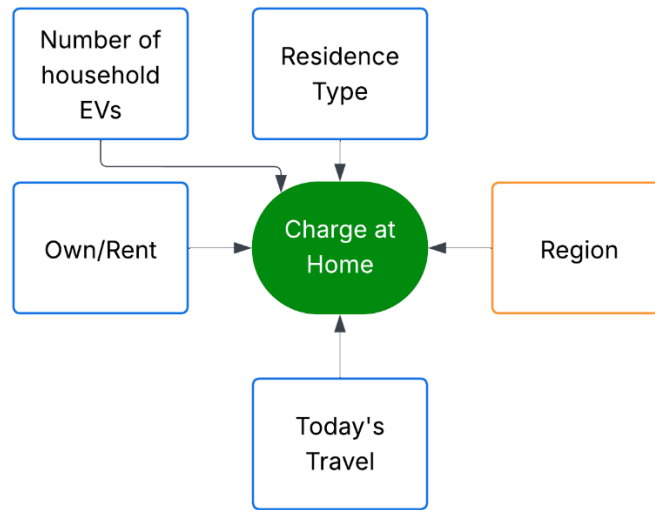 Number of
household
EVs
Residence
Type
Own/Rent
Charge at
Home
Region
Today's
Travel